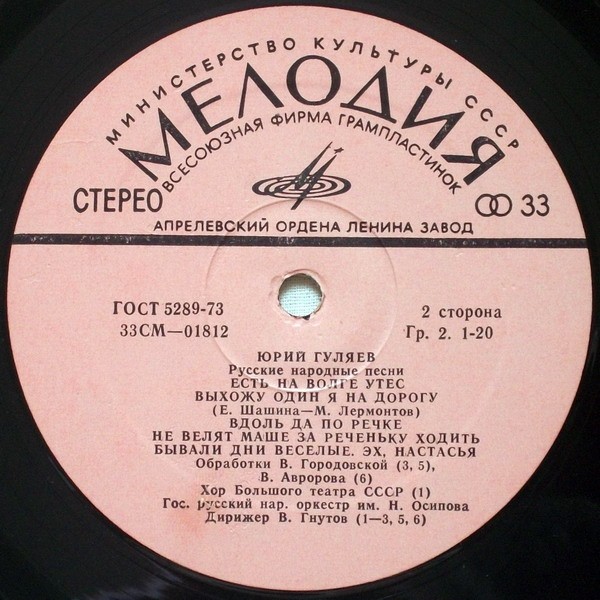 МИНИСТЕРСТВО КУЛЬТУРЫ СССР
МЕЛОДИЯ
ВСЕСОЮЗНАЯ ФИРМА ГРАМПЛАСТИНОК
СТЕРЕО
33
АПРЕЛЕВСКИЙ ОРДЕНА ЛЕНИНА ЗАВОД
ГОСТ 5289-73
2 сторона
33СМ—01812
Гр. 2. 1-20
ЮРИЙ ГУЛЯЕВ
Русские народные песни
ЕСТЬ НА ВОЛГЕ УТЕС
ВЫХОЖУ ОДИН Я НА ДОРОГУ
(Е. Шашина—М. Лермонтов)
ВДОЛЬ ДА ПО РЕЧКЕ
НЕ ВЕЛЯТ МАШЕ ЗА РЕЧЕНЬКУ ХОДИТЬ
БЫВАЛИ ДНИ ВЕСЕЛЫЕ. ЭХ, НАСТАСЬЯ
Обработки В. Городовской (3, 5),
В. Авророва (6)
Хор Большого театра СССР (1)
Гос. русский нар. оркестр им. Н. Осипова
Дирижер В. Гнутов (1—3, 5, 6)